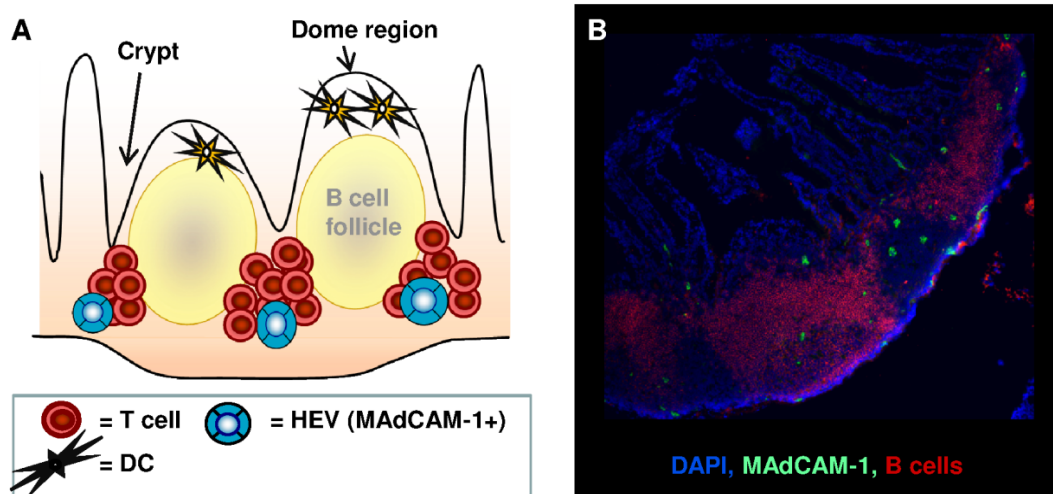 A
Crypt
Dome region
B cell
follicle
= T cell
= HEV (MAdCAM-1+)
= DC
B
DAPI, MAdCAM-1, B cells